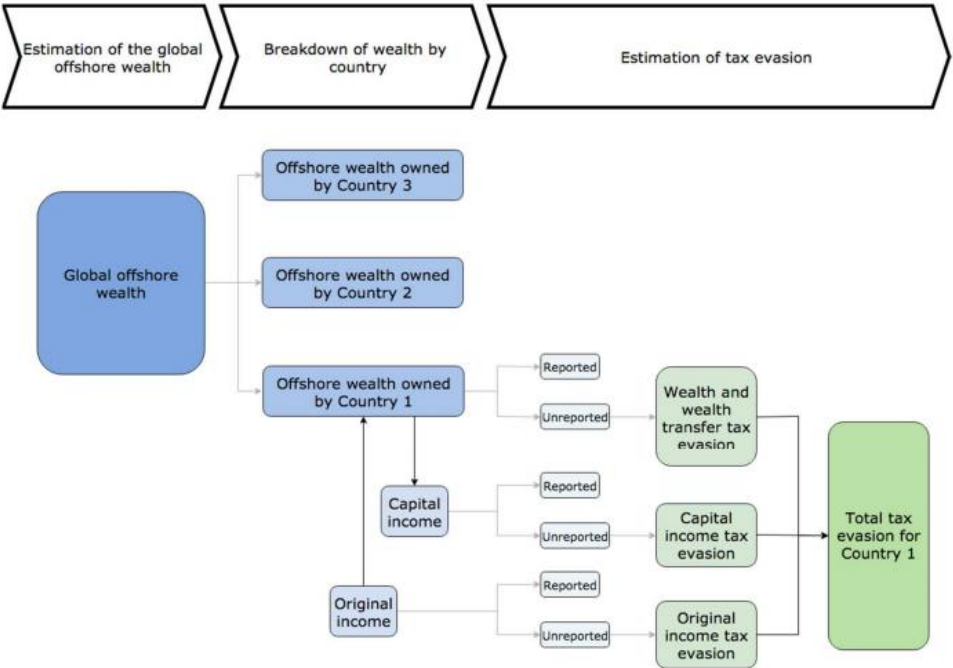 Estimation of the global
offshore wealth
Breakdown of wealth by
country
Estimation of tax evasion
Offshore wealth owned
by Country 3
Global offshore
wealth
Offshore wealth owned
by Country 2
Offshore wealth owned
by Country 1
Reported
Unreported
Wealth and
wealth
transfer tax
evasion
Capital
income
Reported
Unreported
Capital
income tax
evasion
Total tax
evasion for
Country 1
Original
income
Reported
Unreported
Original
income tax
evasion